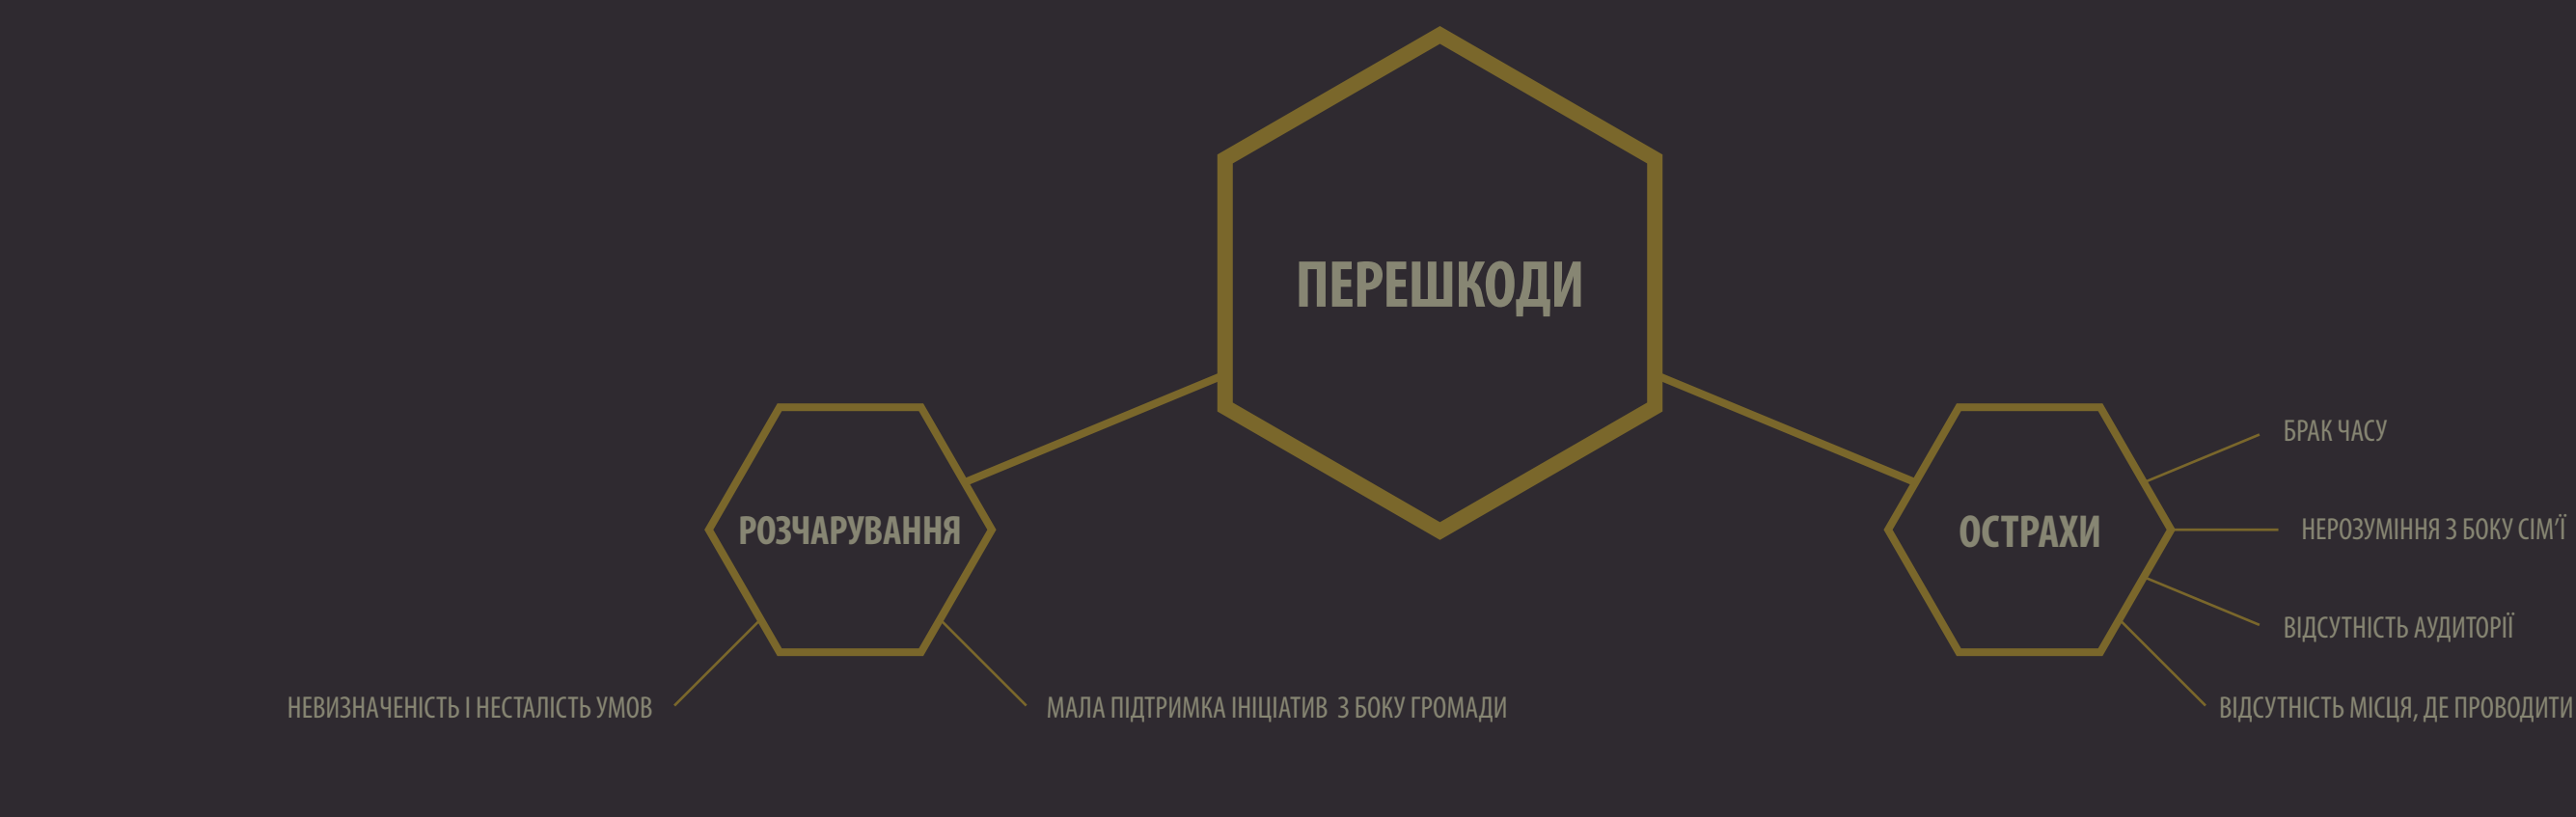 ПЕРЕШКОДИ
РОЗЧАРУВАННЯ
НЕВИЗНАЧЕНІСТЬ І НЕСТАЛІСТЬ УМОВ
МАЛА ПІДТРИМКА ІНІЦІАТИВ З БОКУ ГРОМАДИ
ОСТРАХИ
БРАК ЧАСУ
НЕРОЗУМІННЯ З БОКУ СІМ’Ї
ВІДСУТНІСТЬ АУДИТОРІЇ
ВІДСУТНІСТЬ МІСЦЯ, ДЕ ПРОВОДИТИ